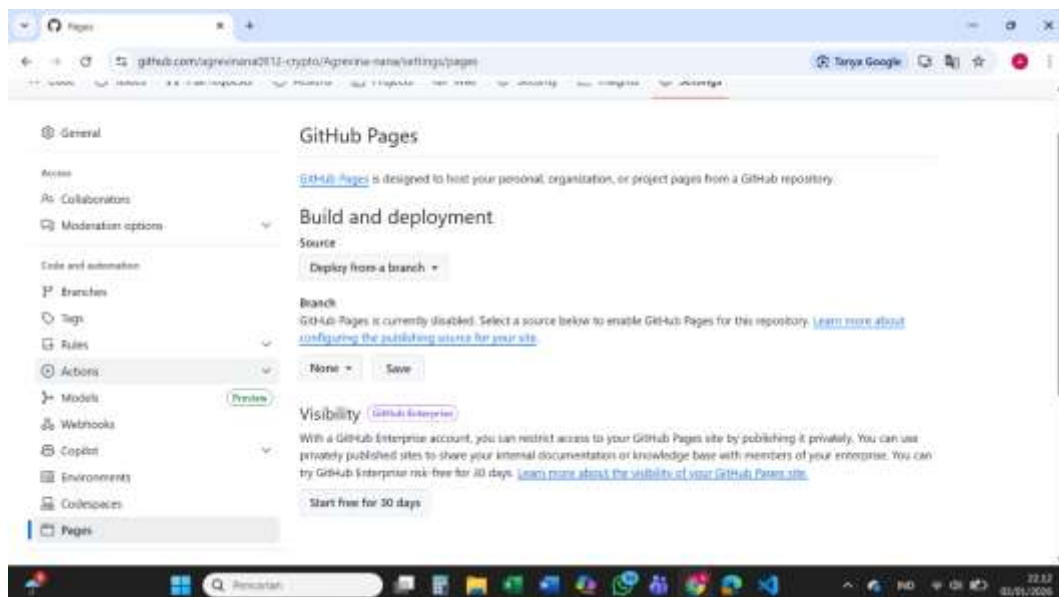 Pages
github.com/agrevinana0812-crypto/Agrevina-nana/settings/pages
Tanya Google
Settings
General
GitHub Pages
GitHub Pages is designed to host your personal, organization, or project pages from a GitHub repository.
Access
Collaborators
Moderation options
Build and deployment
Source
Deploy from a branch
Code and automation
Branches
Tags
Rules
Actions
Models
Preview
Webhooks
Copilot
Environments
Codespaces
Pages
Branch
GitHub Pages is currently disabled. Select a source below to enable GitHub Pages for this repository. Learn more about
configuring the publishing source for your site.
None
Save
Visibility GitHub Enterprise
With a GitHub Enterprise account, you can restrict access to your GitHub Pages site by publishing it privately. You can use
privately published sites to share your internal documentation or knowledge base with members of your enterprise. You can
try GitHub Enterprise risk-free for 30 days. Learn more about the visibility of your GitHub Pages site.
Start free for 30 days
Pencarian
IND
22.12